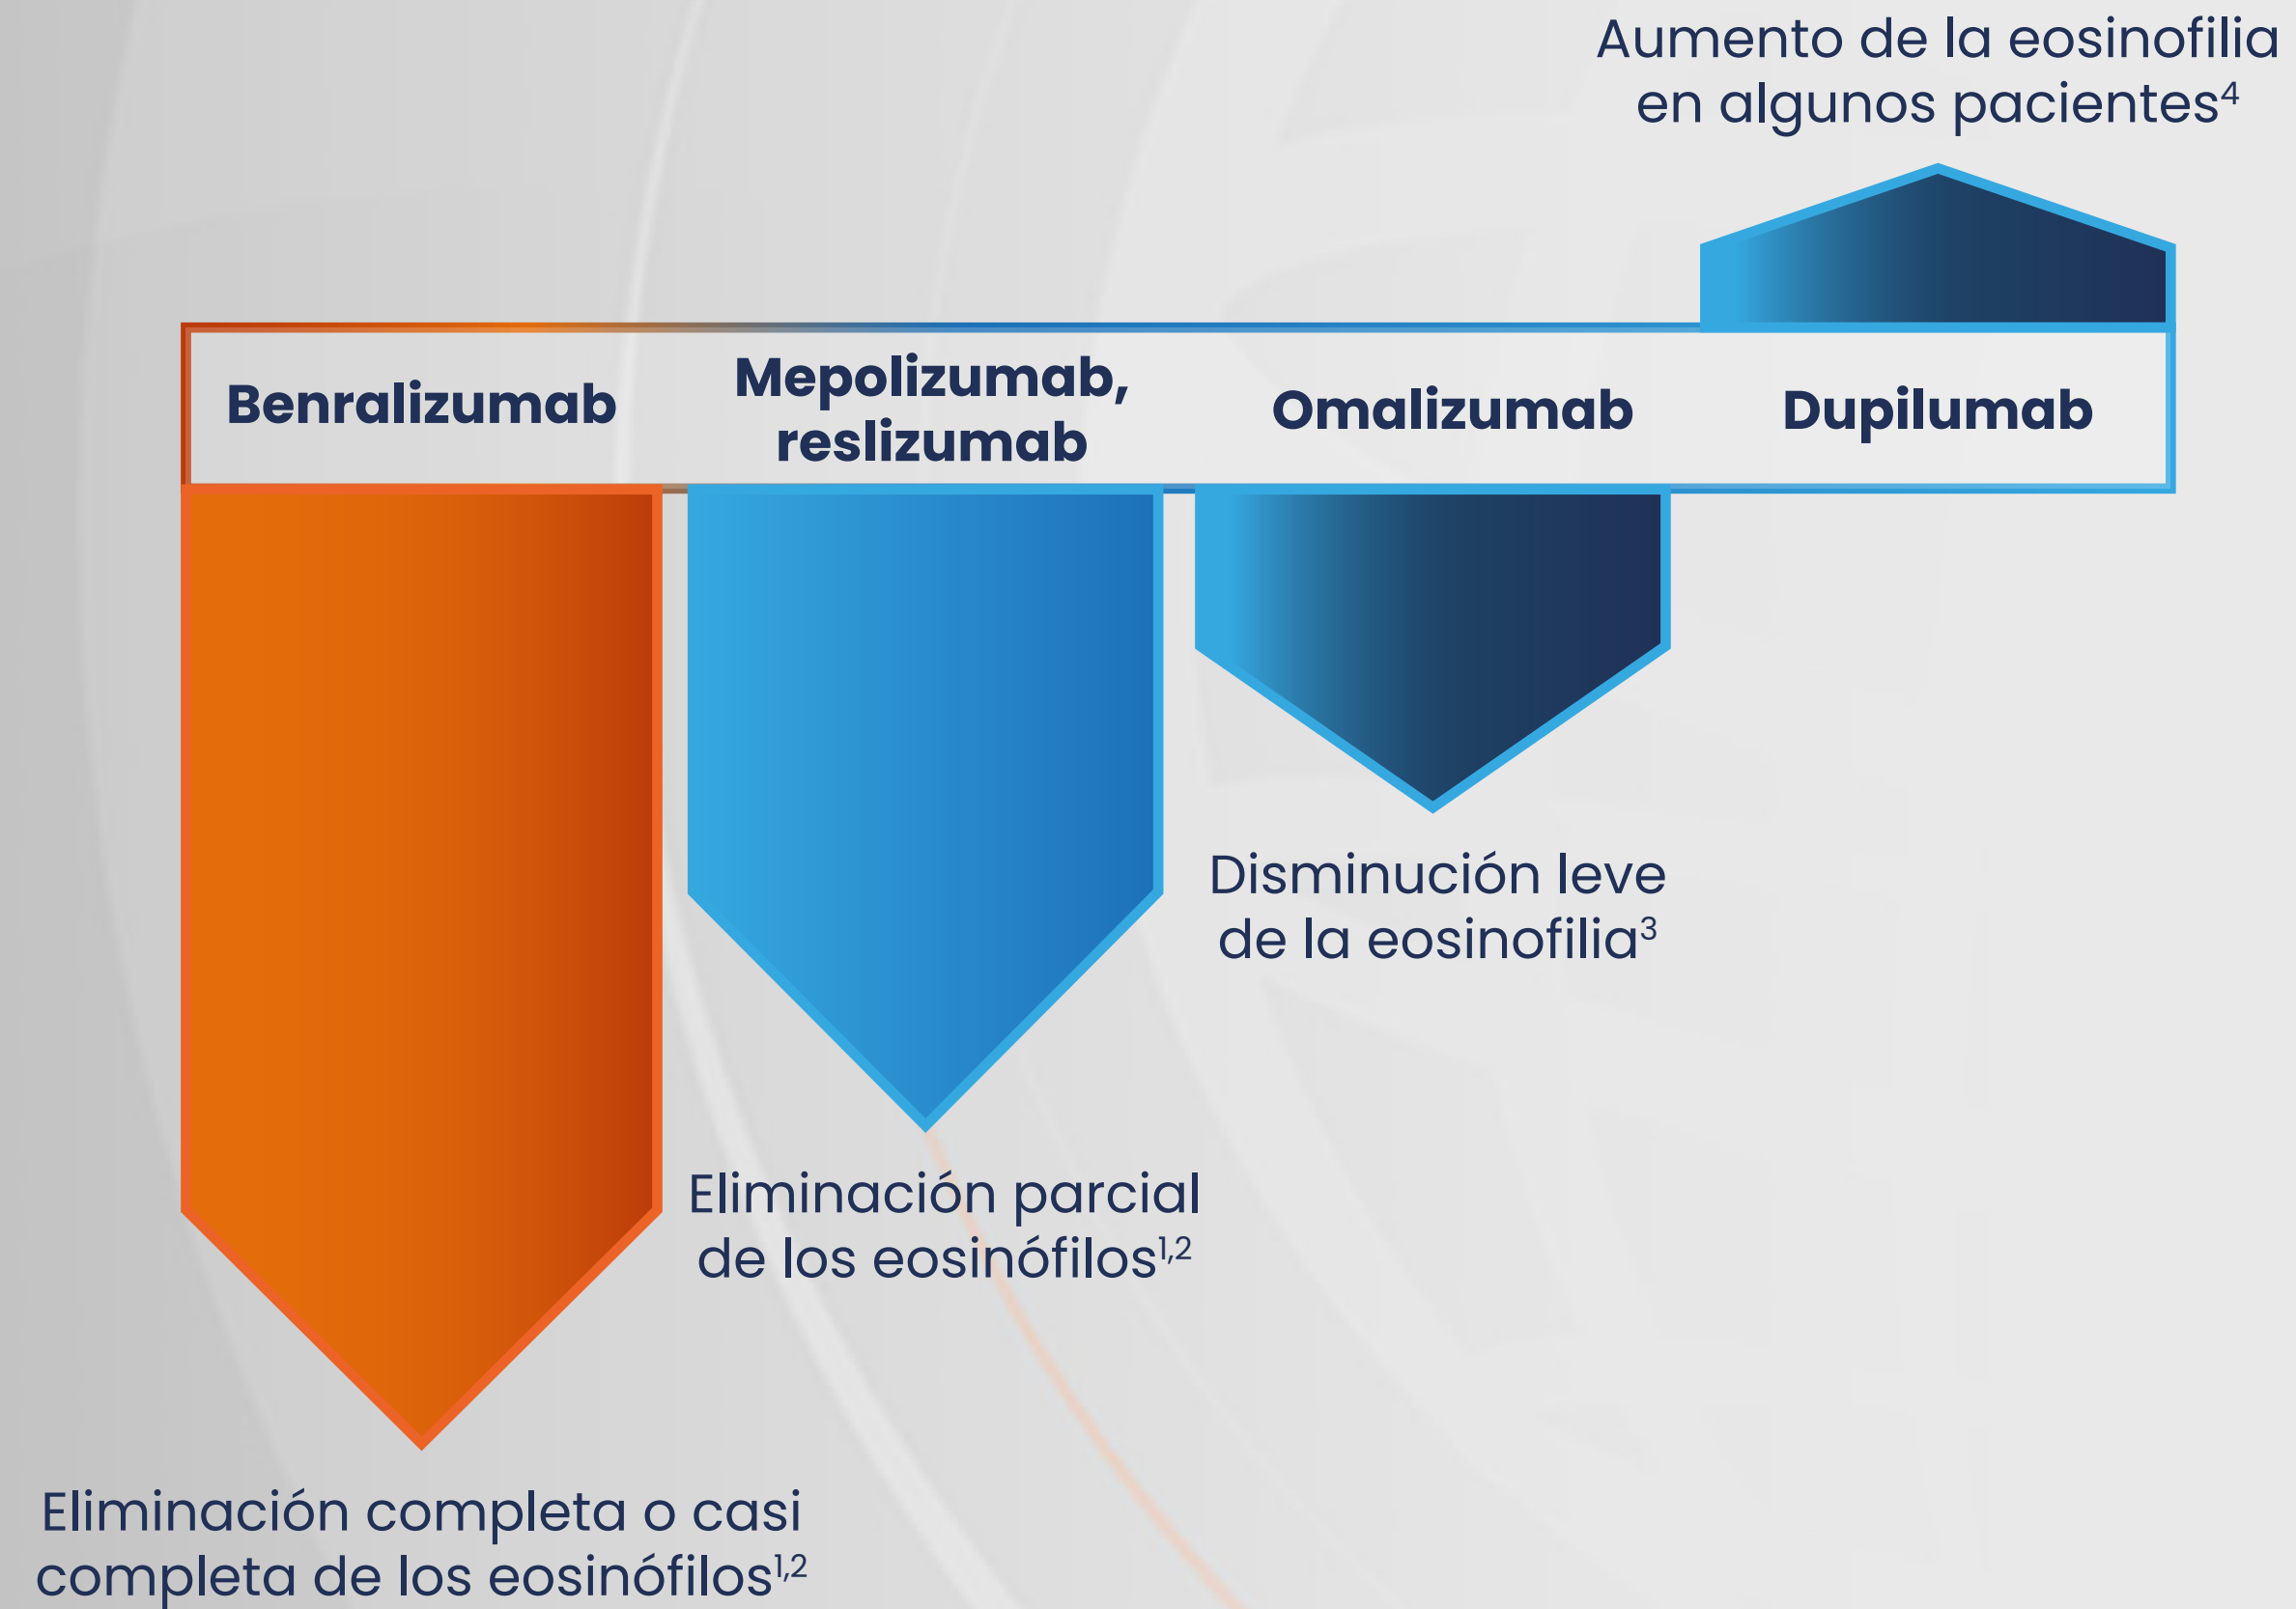 Aumento de la eosinofilia
en algunos pacientes⁴
Benralizumab
Mepolizumab,
reslizumab
Omalizumab
Dupilumab
Disminución leve
de la eosinofilia³
Eliminación parcial
de los eosinófilos¹,²
Eliminación completa o casi
completa de los eosinófilos¹,²